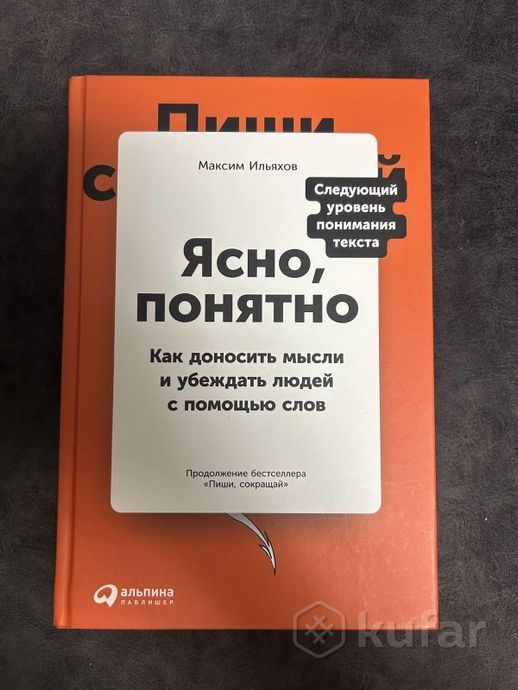 Пиши
с й
Максим Ильяхов
Следующий
уровень
понимания
текста
Ясно,
понятно
Как доносить мысли
и убеждать людей
с помощью слов
Продолжение бестселлера
«Пиши, сокращай»
альпина
ПАБЛИШЕР
kufar